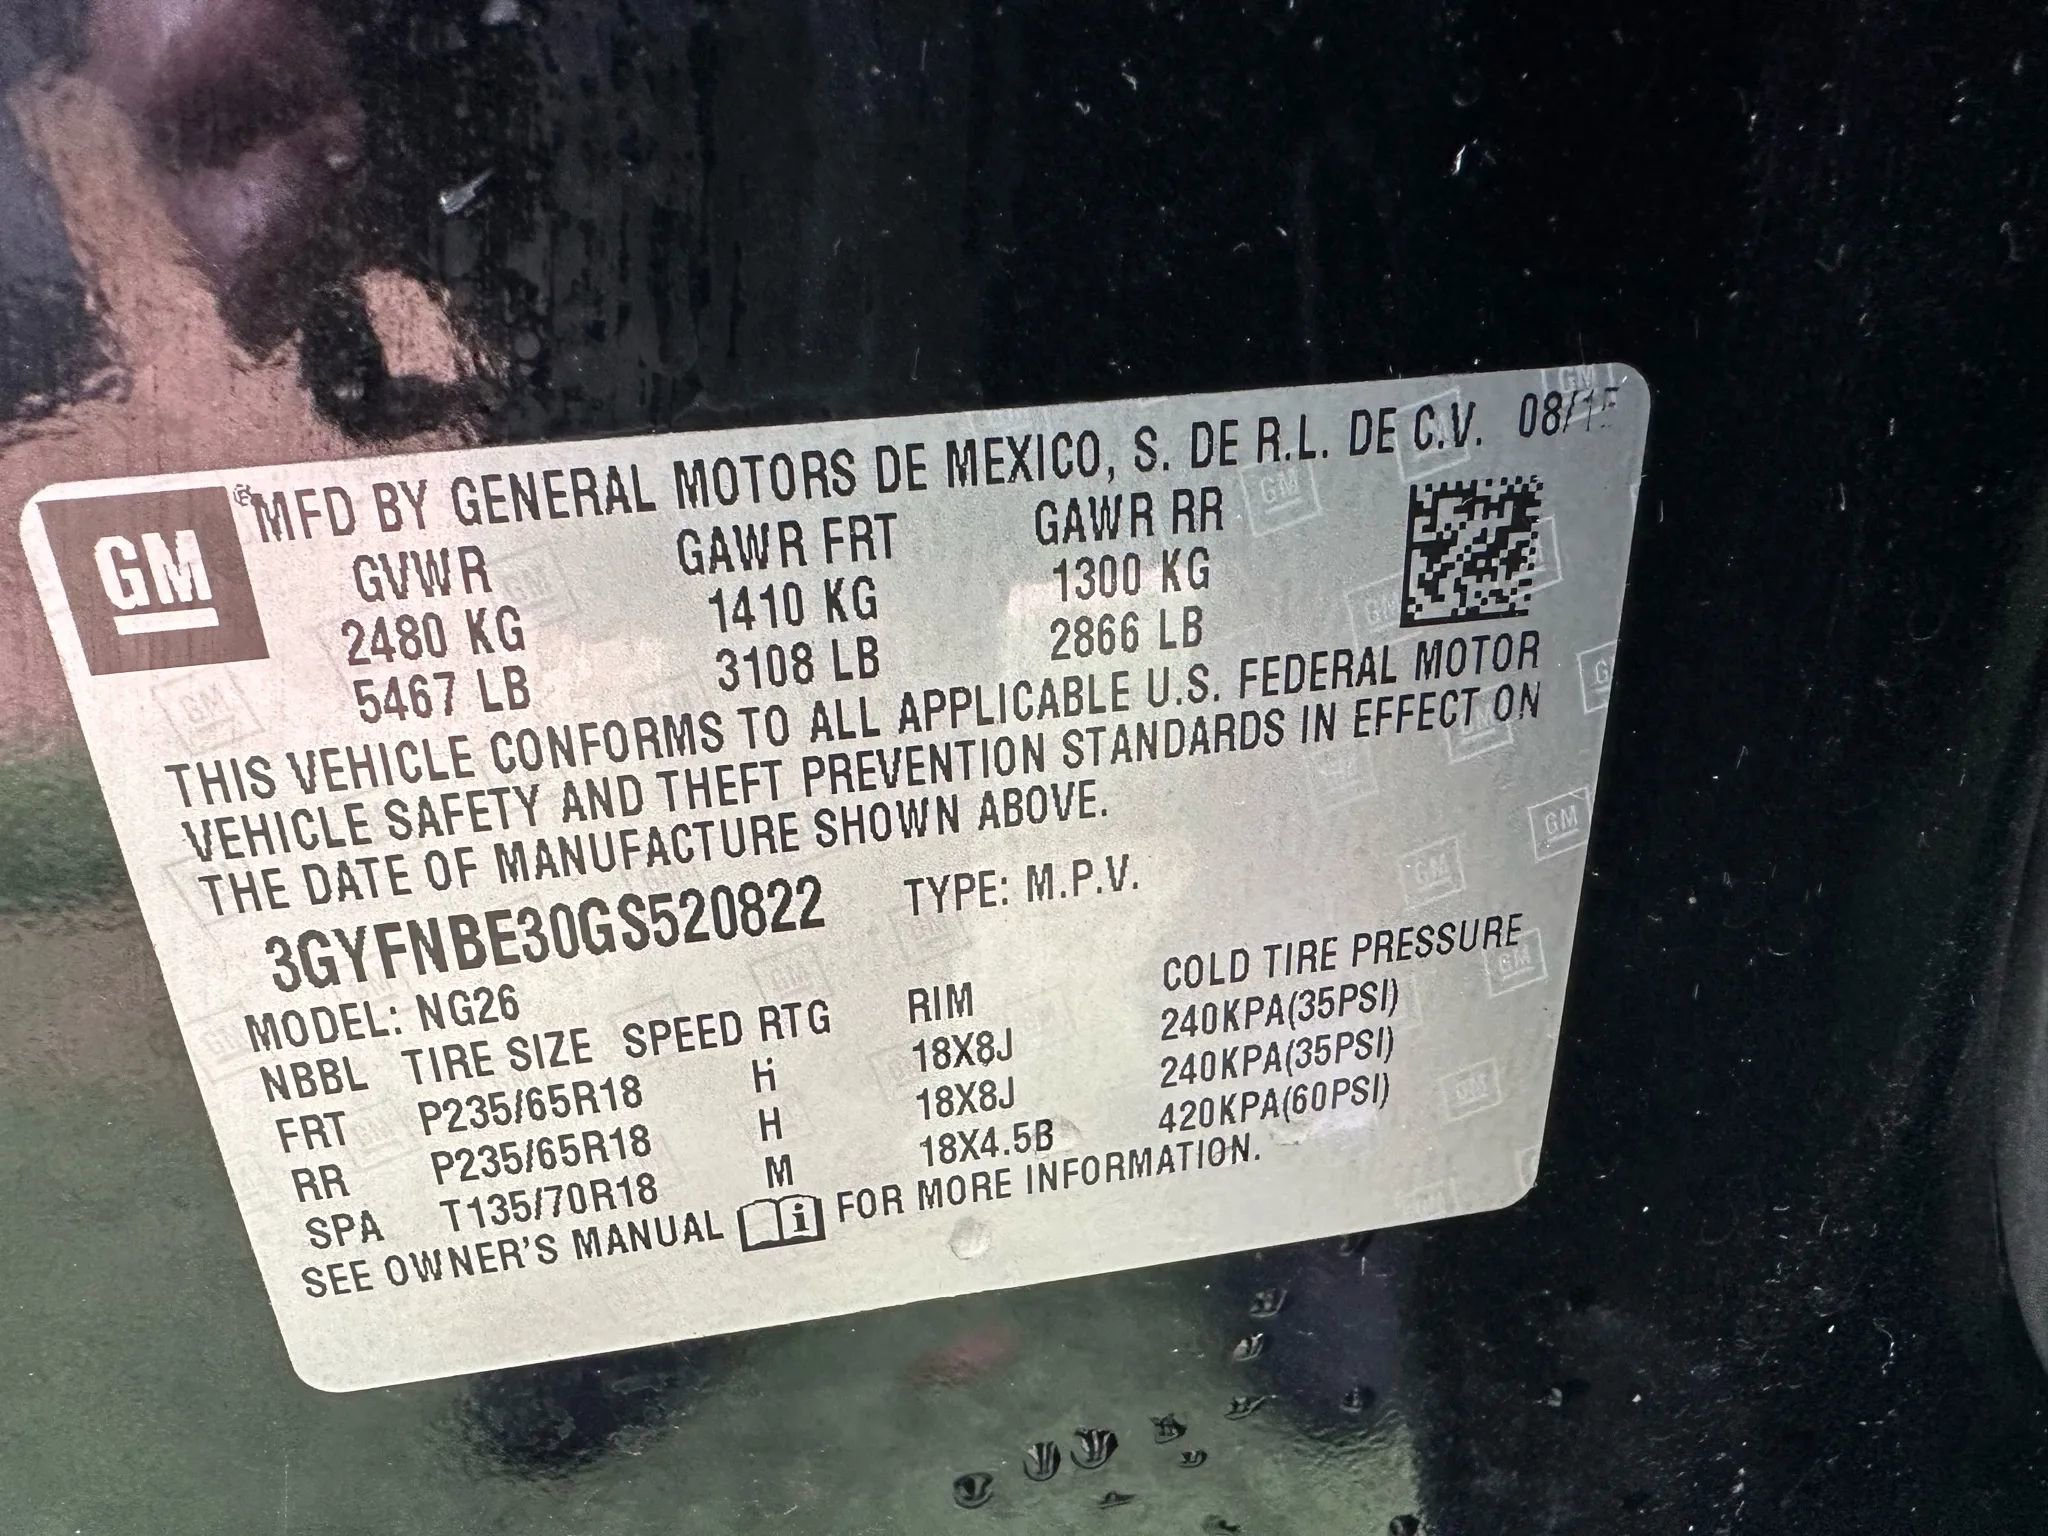 GM
MFD BY GENERAL MOTORS DE MEXICO, S. DE R.L. DE C.V. 08/15
GVWR GAWR FRT GAWR RR
2480 KG 1410 KG 1300 KG
5467 LB 3108 LB 2866 LB
THIS VEHICLE CONFORMS TO ALL APPLICABLE U.S. FEDERAL MOTOR
VEHICLE SAFETY AND THEFT PREVENTION STANDARDS IN EFFECT ON
THE DATE OF MANUFACTURE SHOWN ABOVE.
3GYFNBE30GS520822 TYPE: M.P.V.
MODEL: NG26
NBBL TIRE SIZE SPEED RTG RIM COLD TIRE PRESSURE
FRT P235/65R18 H 18X8J 240KPA(35PSI)
RR P235/65R18 H 18X8J 240KPA(35PSI)
SPA T135/70R18 M 18X4.5B 420KPA(60PSI)
SEE OWNER'S MANUAL i FOR MORE INFORMATION.